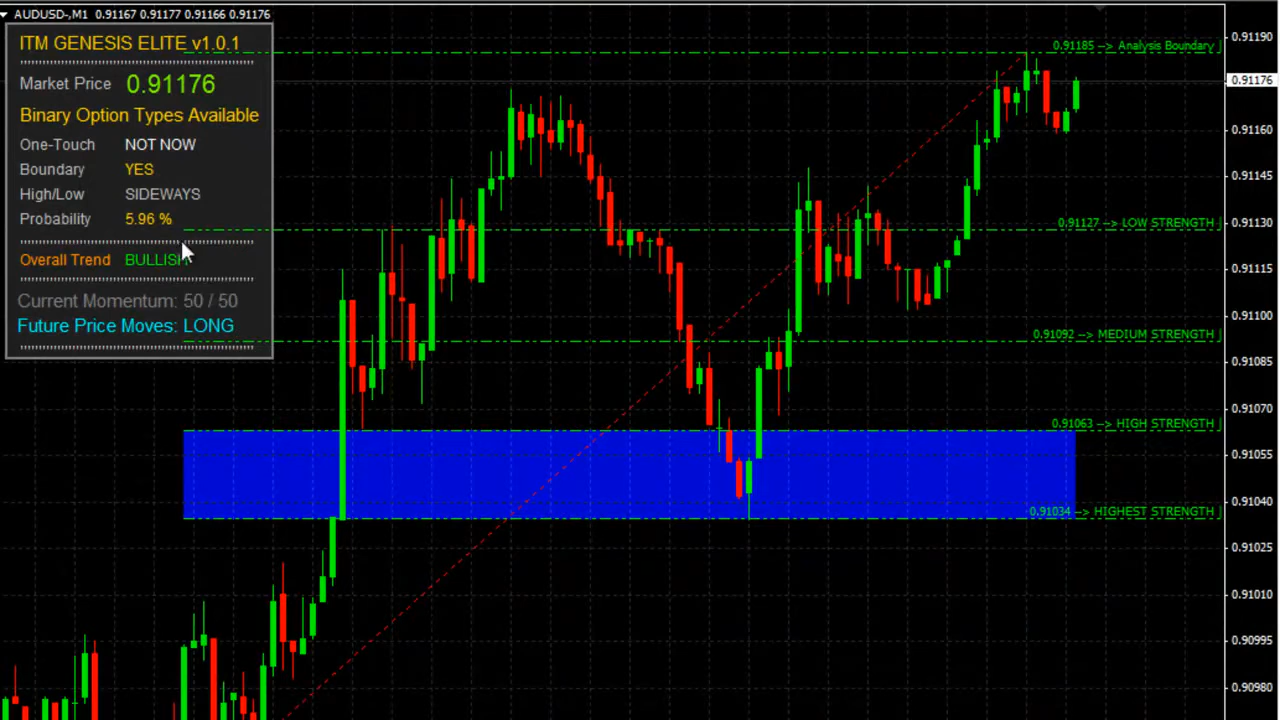 AUDUSD-,M1 0.91167 0.91177 0.91166 0.91176
ITM GENESIS ELITE v1.0.1
Market Price 0.91176
Binary Option Types Available
One-Touch NOT NOW
Boundary YES
High/Low SIDEWAYS
Probability 5.96 %
Overall Trend BULLISH
Current Momentum: 50 / 50
Future Price Moves: LONG
0.91185 --> Analysis Boundary
0.91127 --> LOW STRENGTH
0.91092 --> MEDIUM STRENGTH
0.91063 --> HIGH STRENGTH
0.91034 --> HIGHEST STRENGTH
0.91190
0.91176
0.91160
0.91145
0.91130
0.91115
0.91100
0.91085
0.91070
0.91055
0.91040
0.91025
0.91010
0.90995
0.90980